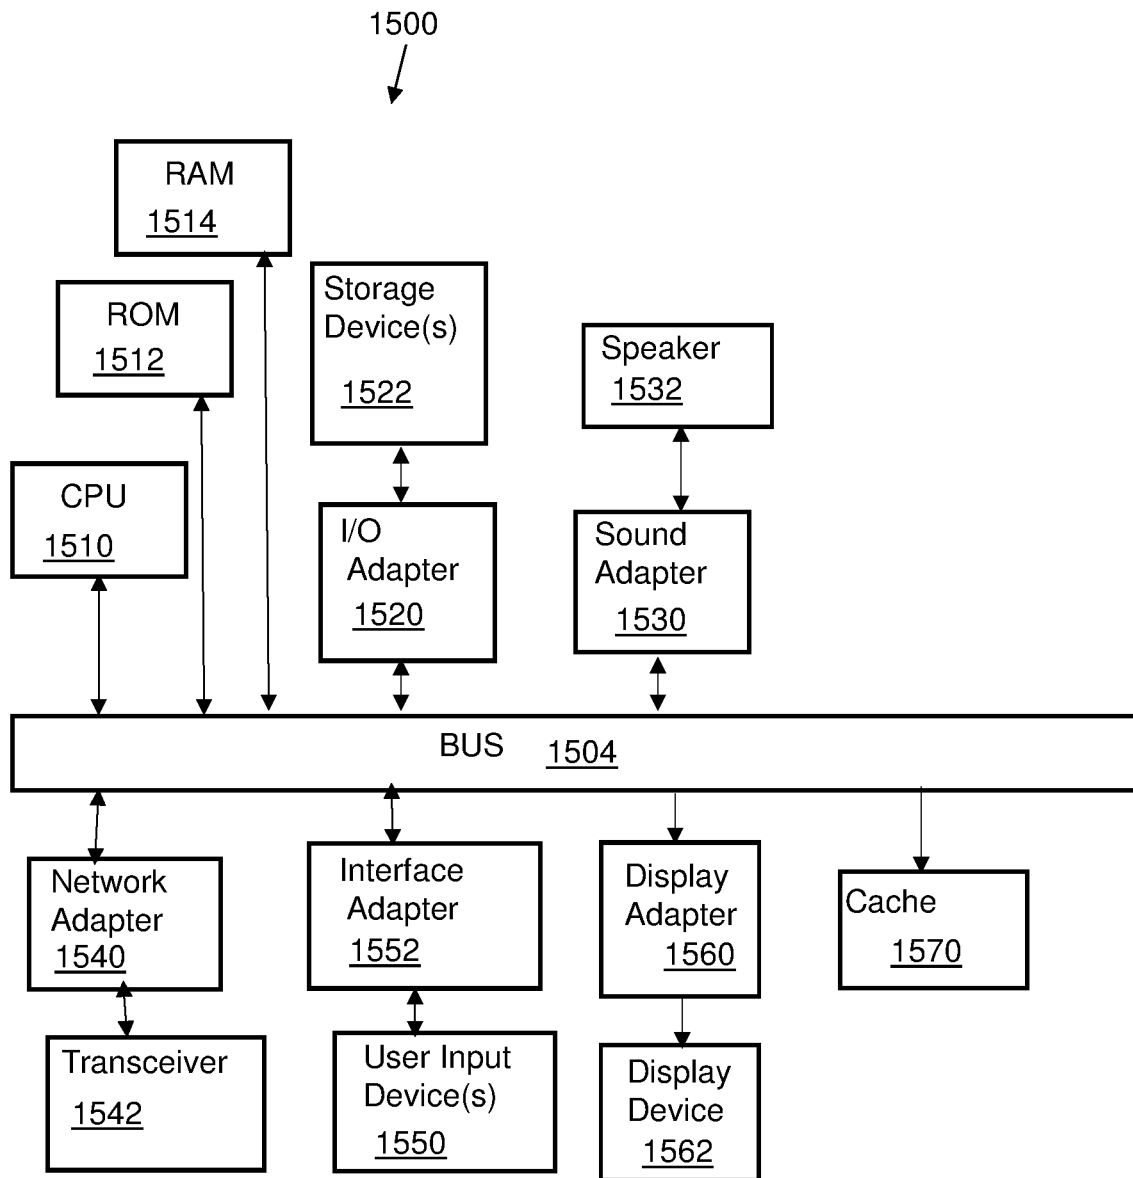 1500
RAM
1514
Storage
Device(s)
1522
ROM
1512
Speaker
1532
CPU
1510
I/O
Adapter
1520
Sound
Adapter
1530
BUS 1504
Network
Adapter
1540
Interface
Adapter
1552
Display
Adapter
1560
Cache
1570
Transceiver
1542
User Input
Device(s)
1550
Display
Device
1562